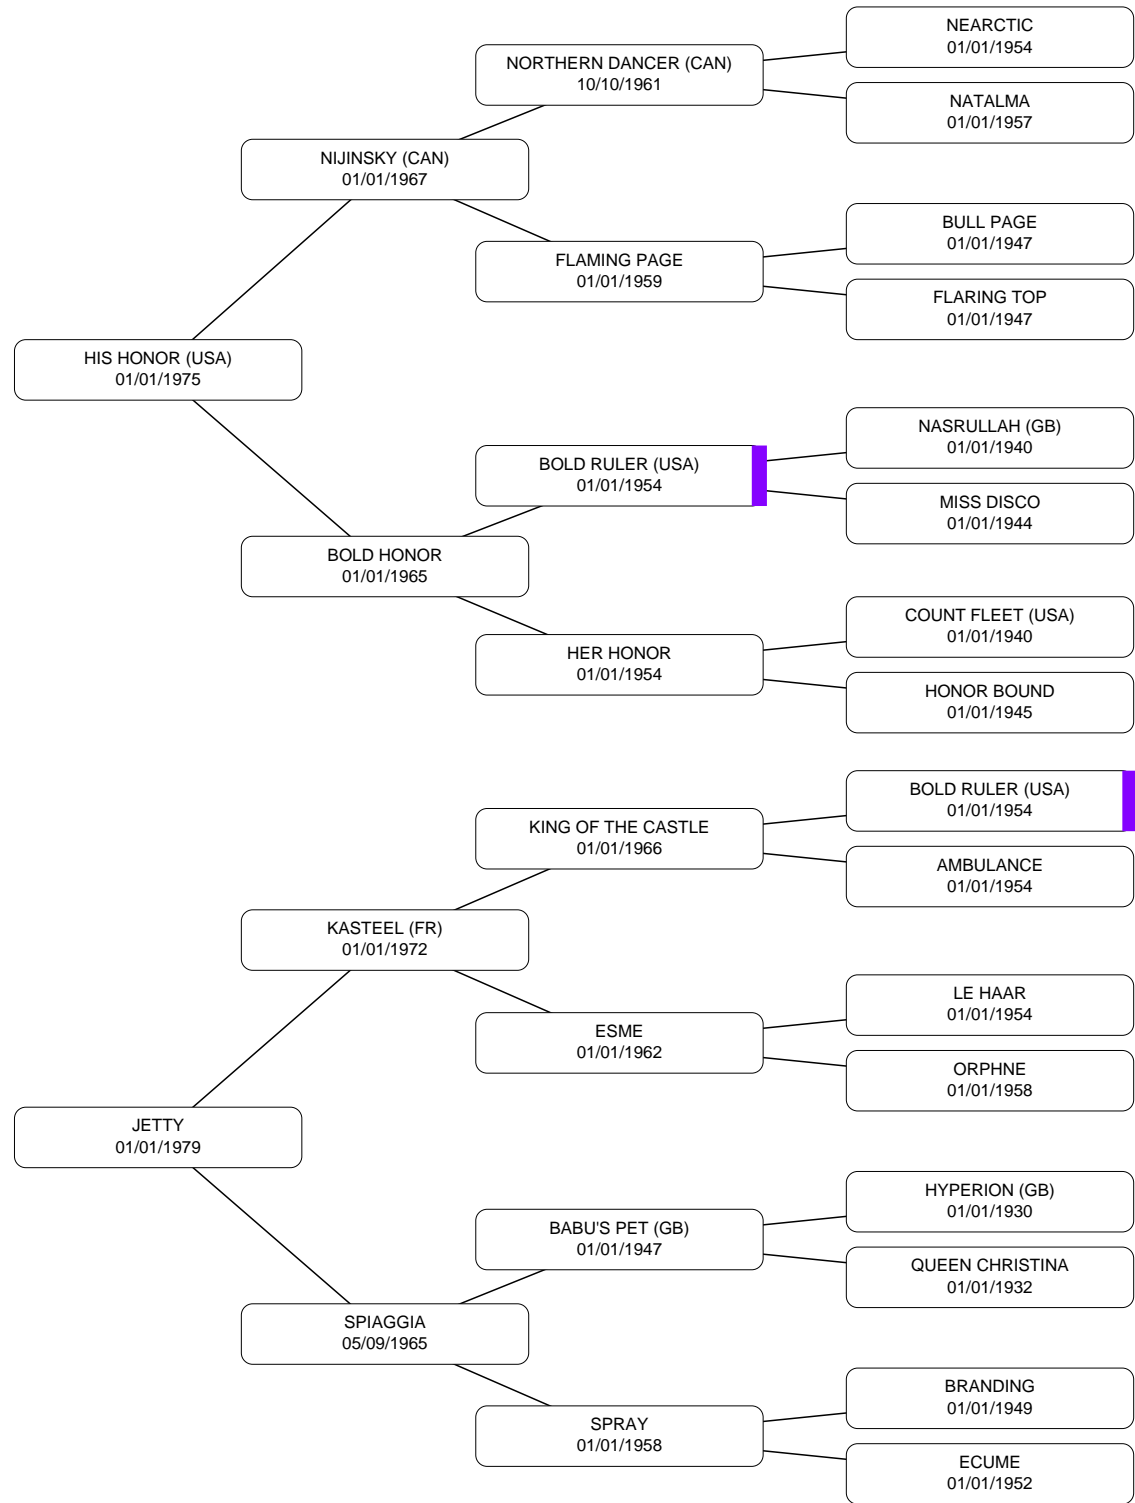 NEARCTIC
01/01/1954
NORTHERN DANCER (CAN)
10/10/1961
NATALMA
01/01/1957
NIJINSKY (CAN)
01/01/1967
BULL PAGE
01/01/1947
FLAMING PAGE
01/01/1959
FLARING TOP
01/01/1947
HIS HONOR (USA)
01/01/1975
NASRULLAH (GB)
01/01/1940
BOLD RULER (USA)
01/01/1954
MISS DISCO
01/01/1944
BOLD HONOR
01/01/1965
COUNT FLEET (USA)
01/01/1940
HER HONOR
01/01/1954
HONOR BOUND
01/01/1945
BOLD RULER (USA)
01/01/1954
KING OF THE CASTLE
01/01/1966
AMBULANCE
01/01/1954
KASTEEL (FR)
01/01/1972
LE HAAR
01/01/1954
ESME
01/01/1962
ORPHNE
01/01/1958
JETTY
01/01/1979
HYPERION (GB)
01/01/1930
BABU'S PET (GB)
01/01/1947
QUEEN CHRISTINA
01/01/1932
SPIAGGIA
05/09/1965
BRANDING
01/01/1949
SPRAY
01/01/1958
ECUME
01/01/1952